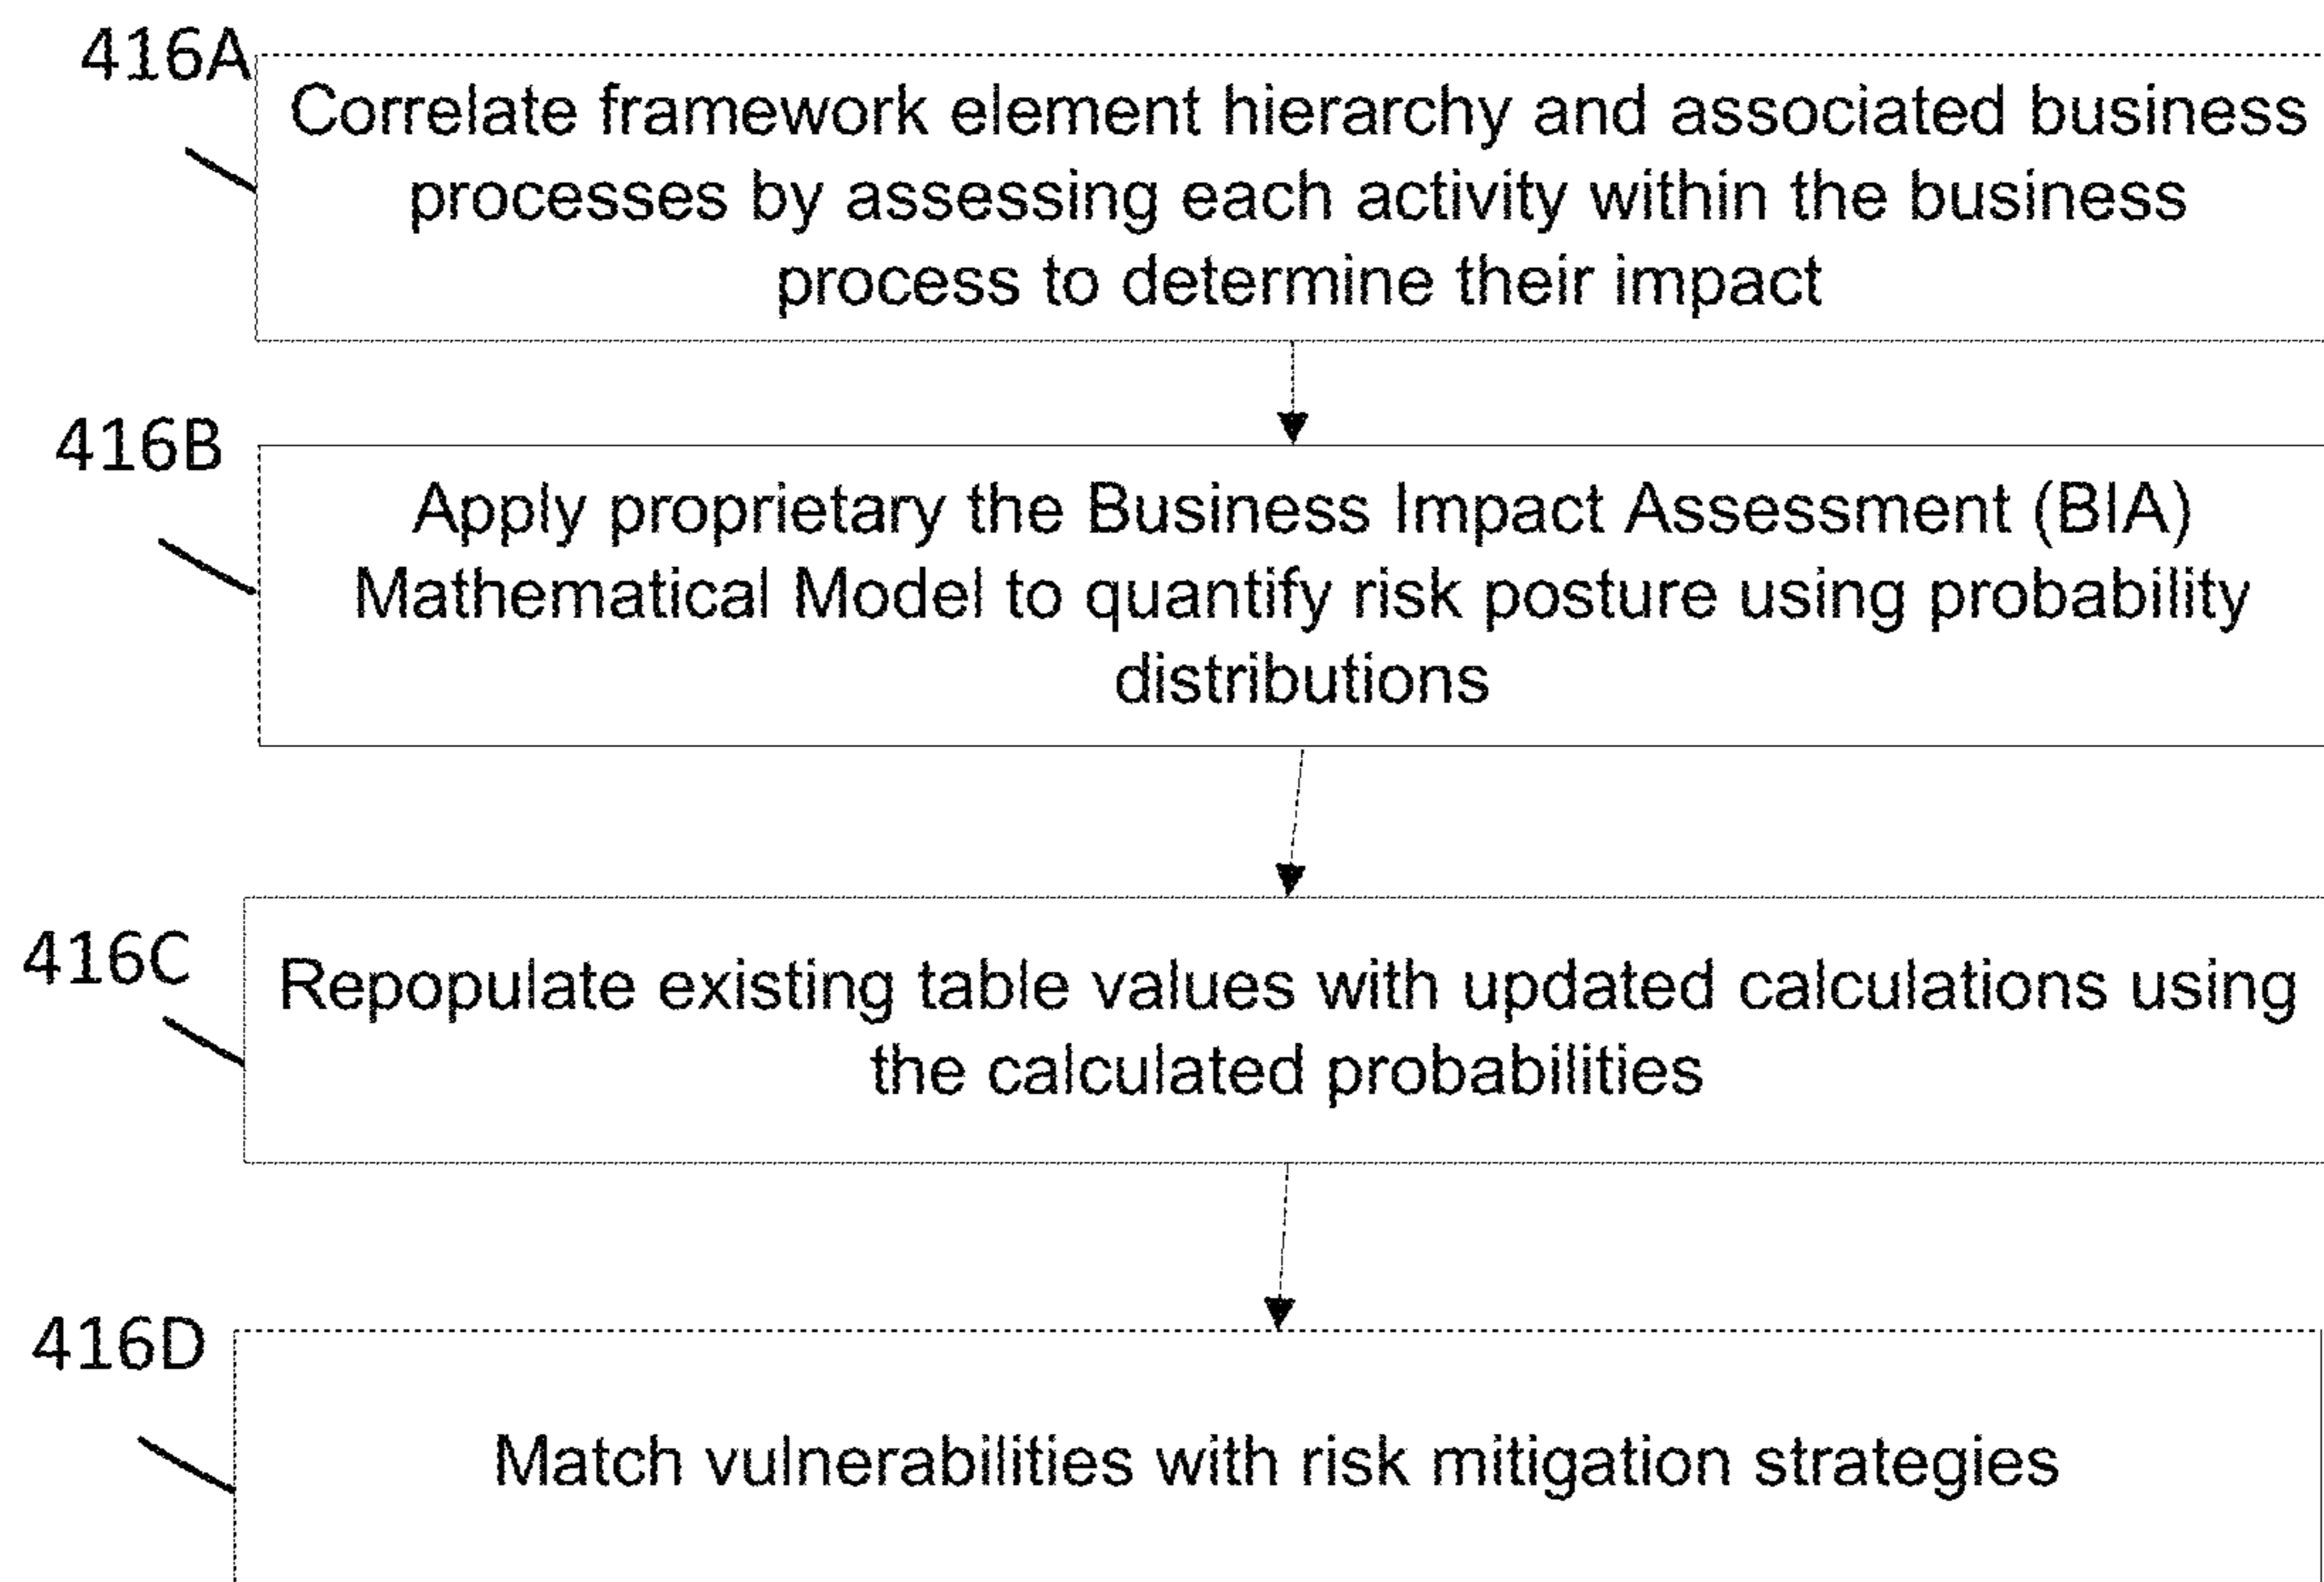 416A
Correlate framework element hierarchy and associated business
processes by assessing each activity within the business
process to determine their impact
416B
Apply proprietary the Business Impact Assessment (BIA)
Mathematical Model to quantify risk posture using probability
distributions
416C
Repopulate existing table values with updated calculations using
the calculated probabilities
416D
Match vulnerabilities with risk mitigation strategies